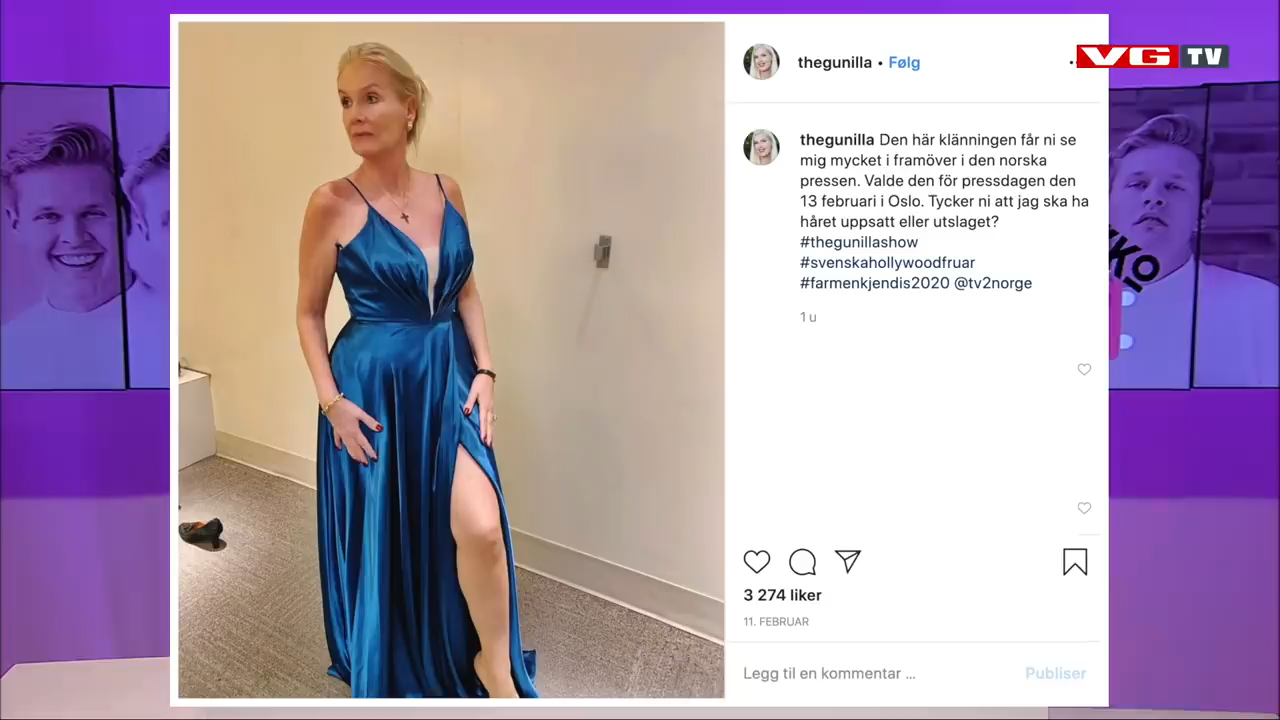 thegunilla • Følg
VG TV
thegunilla Den här klänningen får ni se
mig mycket i framöver i den norska
pressen. Valde den för pressdagen den
13 februari i Oslo. Tycker ni att jag ska ha
håret uppsatt eller utslaget?
#thegunillashow
#svenskahollywoodfruar
#farmenkjendis2020 @tv2norge
1 u
3 274 liker
11. FEBRUAR
Legg til en kommentar ...
Publiser